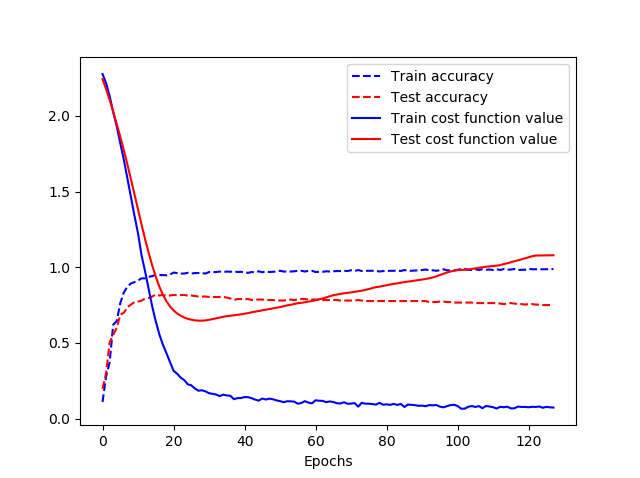 Train accuracy
Test accuracy
Train cost function value
Test cost function value
2.0
1.5
1.0
0.5
0.0
0 20 40 60 80 100 120
Epochs